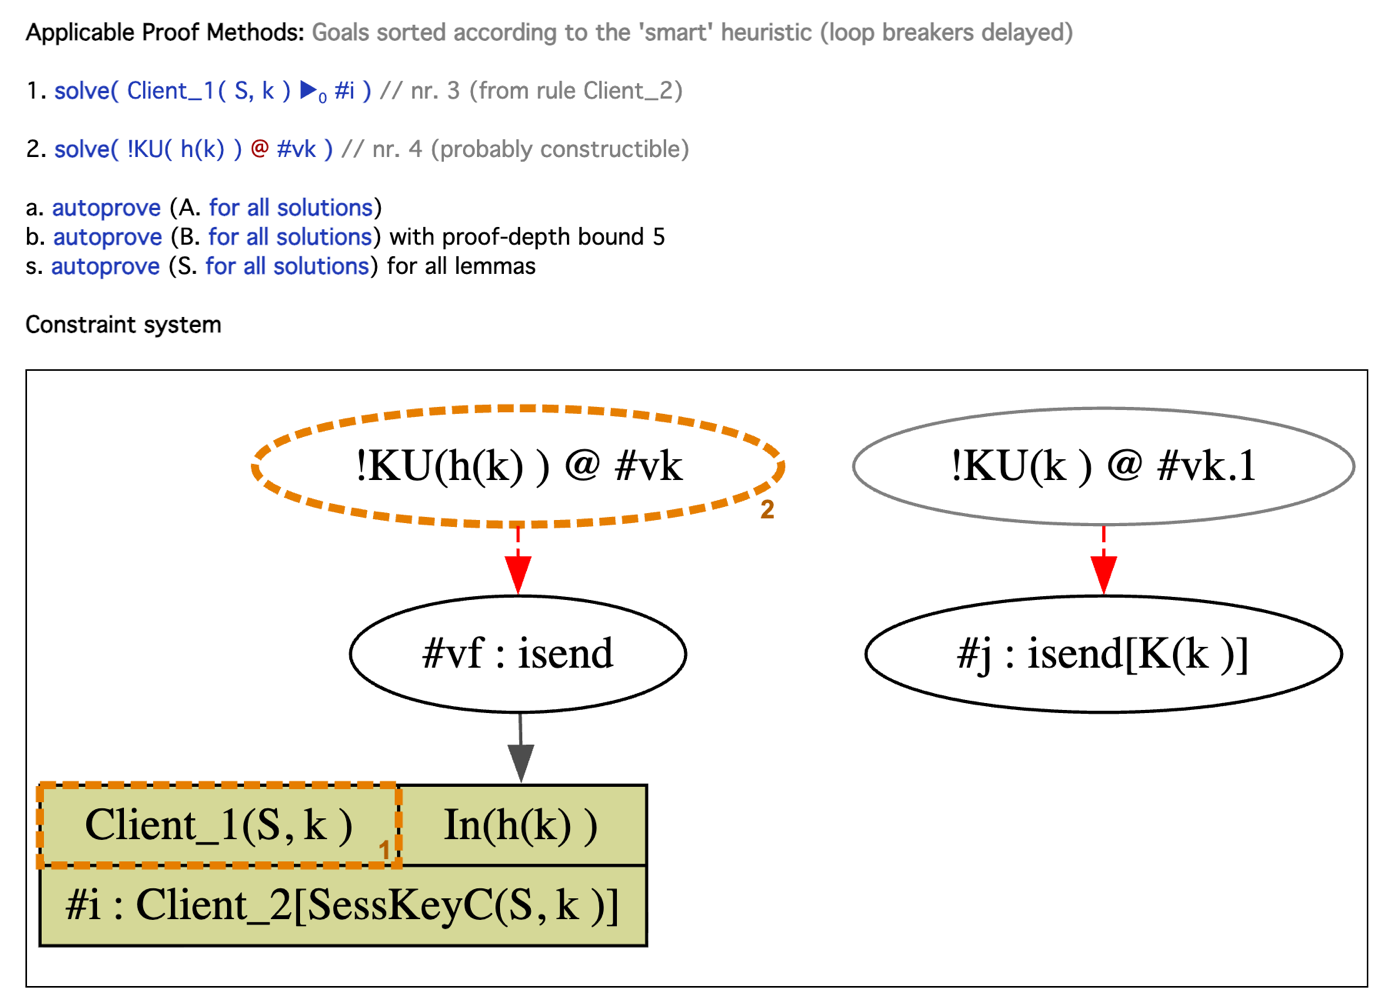 Applicable Proof Methods: Goals sorted according to the 'smart' heuristic (loop breakers delayed)
1. solve( Client_1( S, k ) ▶₀ #i ) // nr. 3 (from rule Client_2)
2. solve( !KU( h(k) ) @ #vk ) // nr. 4 (probably constructible)
a. autoprove (A. for all solutions)
b. autoprove (B. for all solutions) with proof-depth bound 5
s. autoprove (S. for all solutions) for all lemmas
Constraint system
!KU(h(k) ) @ #vk
2
!KU(k ) @ #vk.1
#vf : isend
#j : isend[K(k )]
Client_1(S, k )
1
In(h(k) )
#i : Client_2[SessKeyC(S, k )]